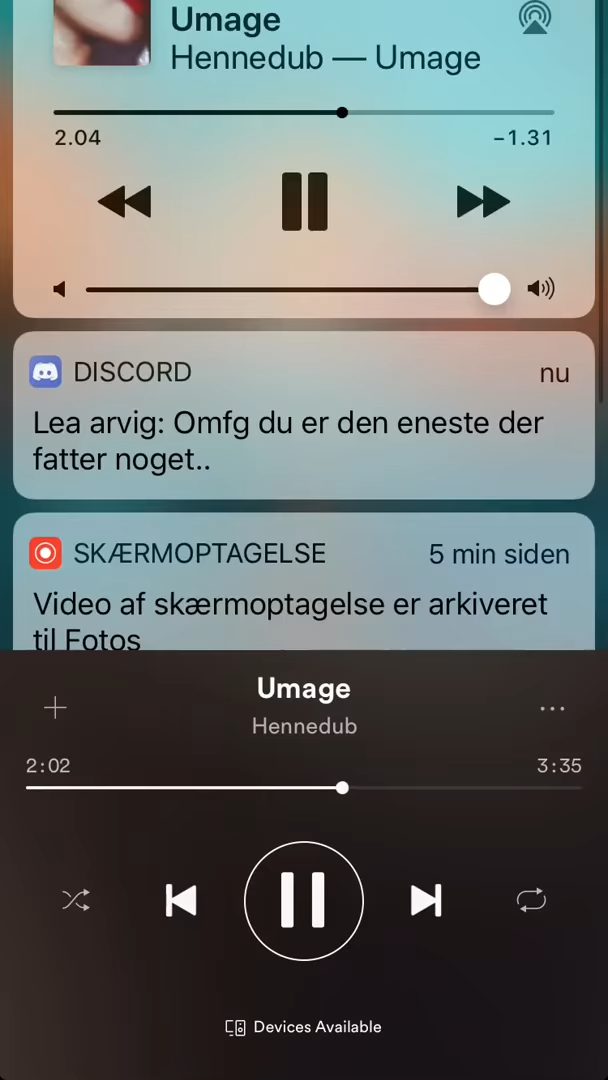 Umage
Hennedub — Umage
2.04
−1.31
DISCORD
nu
Lea arvig: Omfg du er den eneste der
fatter noget..
SKÆRMOPTAGELSE
5 min siden
Video af skærmoptagelse er arkiveret
til Fotos
Umage
Hennedub
2:02
3:35
Devices Available